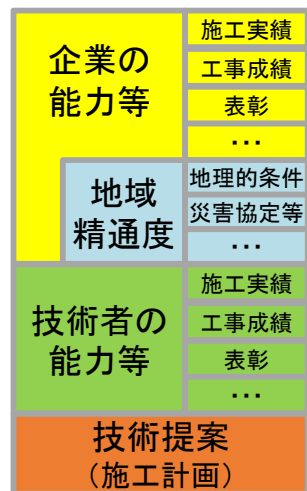 企業の
能力等
施工実績
工事成績
表彰
…
地域
精通度
地理的条件
災害協定等
…
技術者の
能力等
施工実績
工事成績
表彰
…
技術提案
（施工計画）